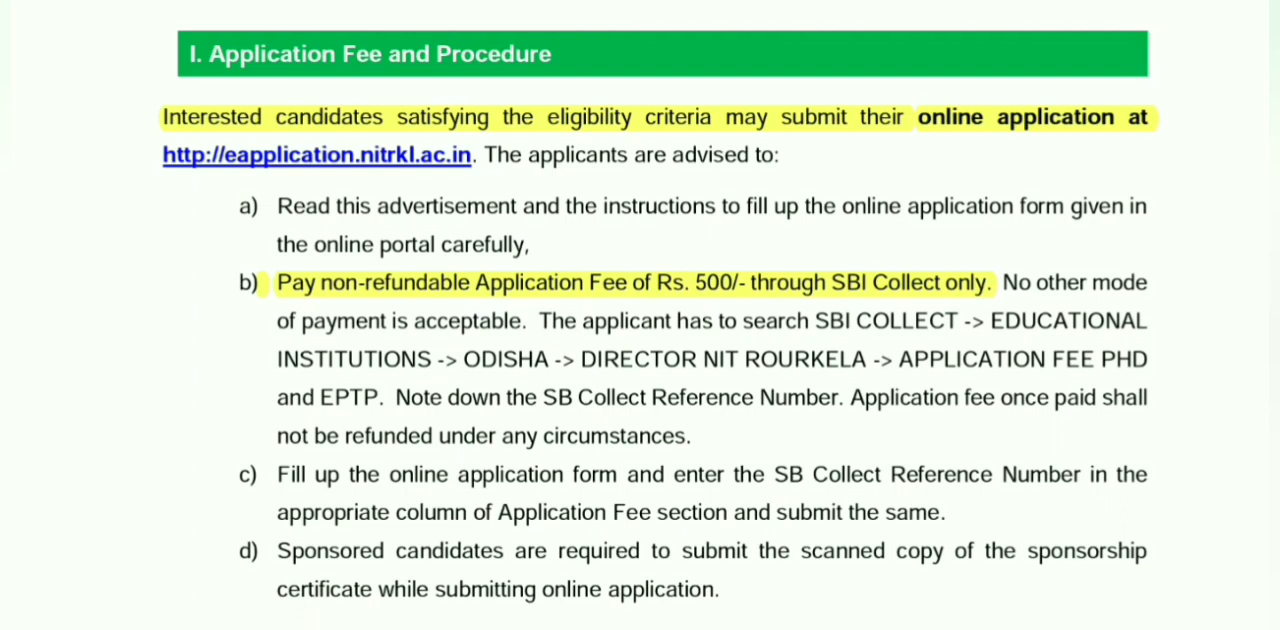 I. Application Fee and Procedure
Interested candidates satisfying the eligibility criteria may submit their online application at
http://eapplication.nitrkl.ac.in. The applicants are advised to:
a) Read this advertisement and the instructions to fill up the online application form given in
the online portal carefully,
b) Pay non-refundable Application Fee of Rs. 500/- through SBI Collect only. No other mode
of payment is acceptable. The applicant has to search SBI COLLECT -> EDUCATIONAL
INSTITUTIONS -> ODISHA -> DIRECTOR NIT ROURKELA -> APPLICATION FEE PHD
and EPTP. Note down the SB Collect Reference Number. Application fee once paid shall
not be refunded under any circumstances.
c) Fill up the online application form and enter the SB Collect Reference Number in the
appropriate column of Application Fee section and submit the same.
d) Sponsored candidates are required to submit the scanned copy of the sponsorship
certificate while submitting online application.